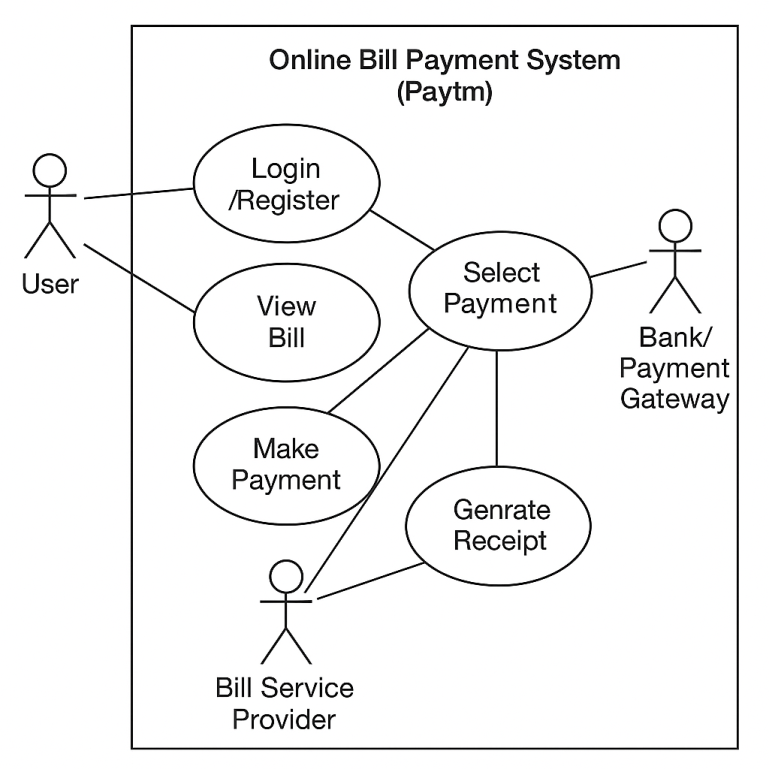 Online Bill Payment System
(Paytm)
Login
/Register
User
View
Bill
Select
Payment
Bank/
Payment
Gateway
Make
Payment
Genrate
Receipt
Bill Service
Provider